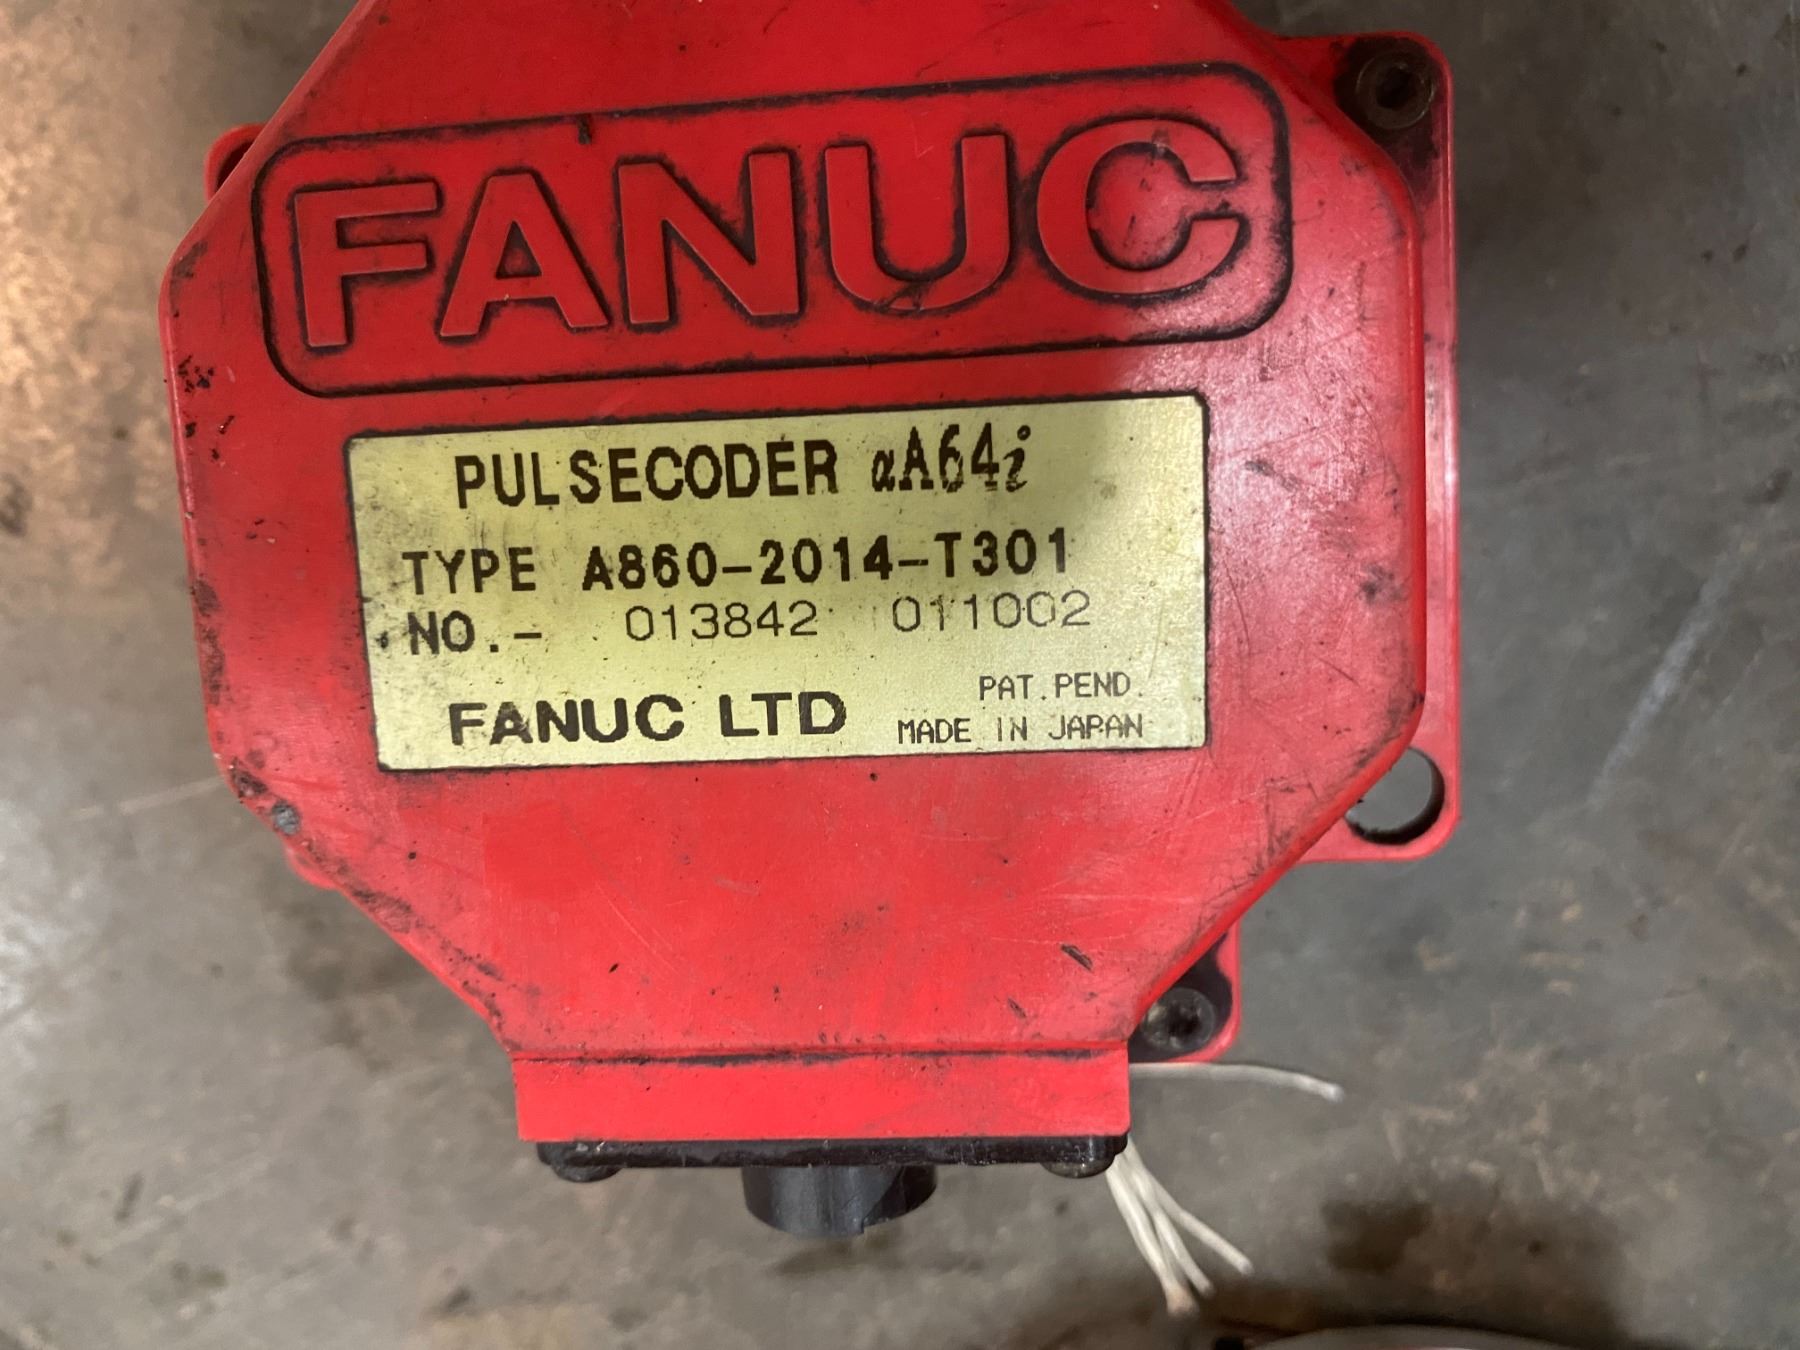 FANUC
PULSECODER αA64i
TYPE A860-2014-T301
NO.- 013842 011002
PAT.PEND.
FANUC LTD MADE IN JAPAN